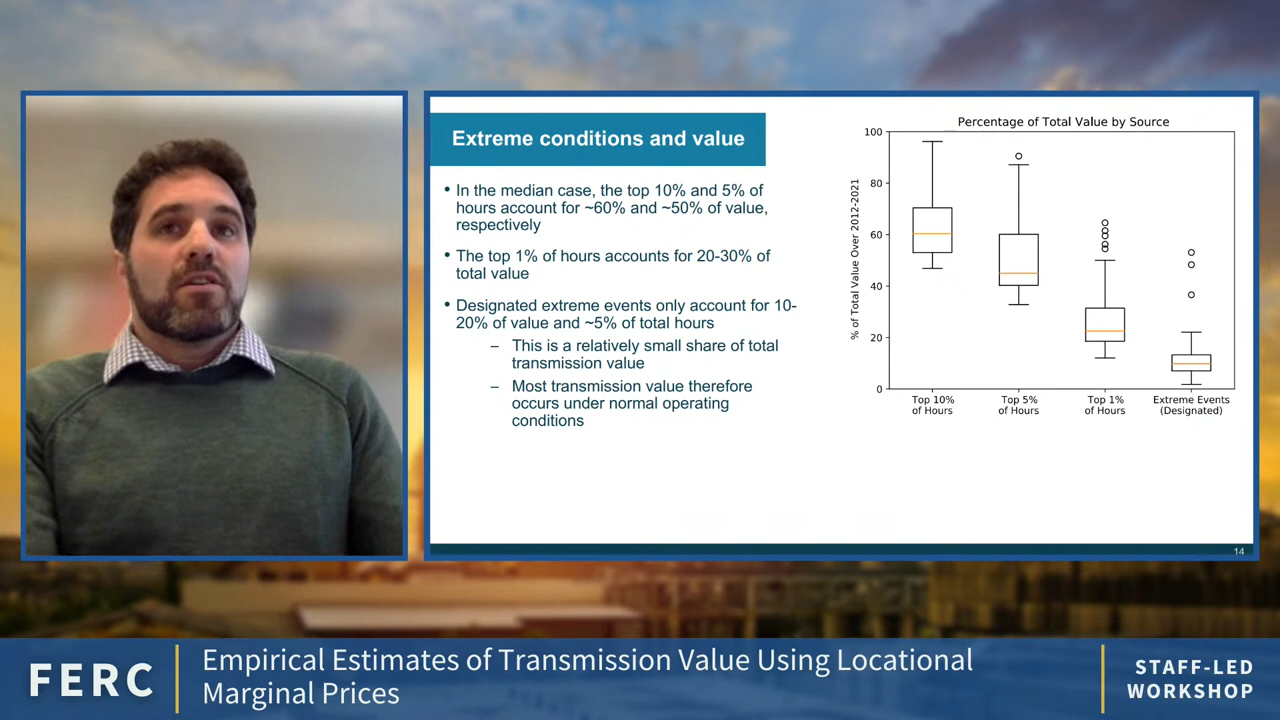 Extreme conditions and value
• In the median case, the top 10% and 5% of
hours account for ~60% and ~50% of value,
respectively
• The top 1% of hours accounts for 20-30% of
total value
• Designated extreme events only account for 10-
20% of value and ~5% of total hours
– This is a relatively small share of total
transmission value
– Most transmission value therefore
occurs under normal operating
conditions
Percentage of Total Value by Source
% of Total Value Over 2012-2021
100
80
60
40
20
0
Top 10%
of Hours
Top 5%
of Hours
Top 1%
of Hours
Extreme Events
(Designated)
14
FERC
Empirical Estimates of Transmission Value Using Locational
Marginal Prices
STAFF-LED
WORKSHOP